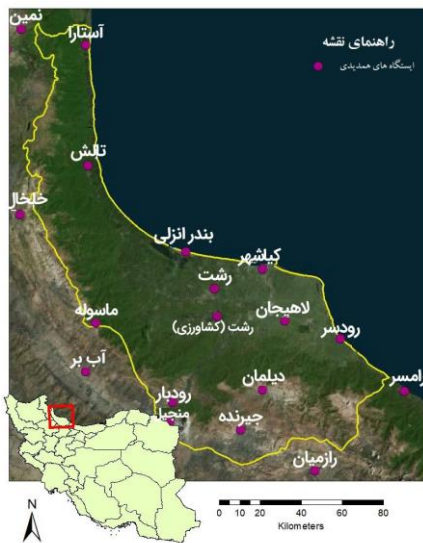 نمین
آستارا
راهنمای نقشه
ایستگاه های همدیدی
تالش
خلخال
بندر انزلی
کیاشهر
رشت
ماسوله
رشت (کشاورزی)
لاهیجان
رودسر
آب بر
دیلمان
رامسر
رودبار
منجیل
جیرنده
رازمیان
N
0 10 20 40 60 80
Kilometers